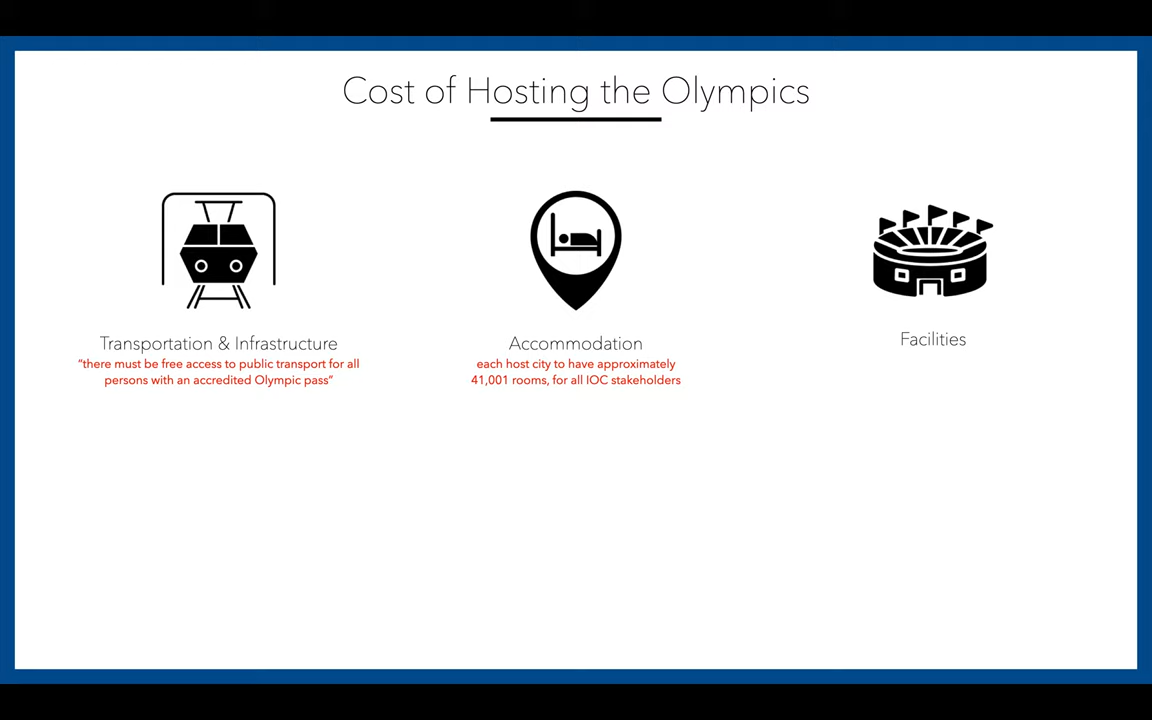 Cost of Hosting the Olympics
Transportation & Infrastructure
“there must be free access to public transport for all
persons with an accredited Olympic pass”
Accommodation
each host city to have approximately
41,001 rooms, for all IOC stakeholders
Facilities